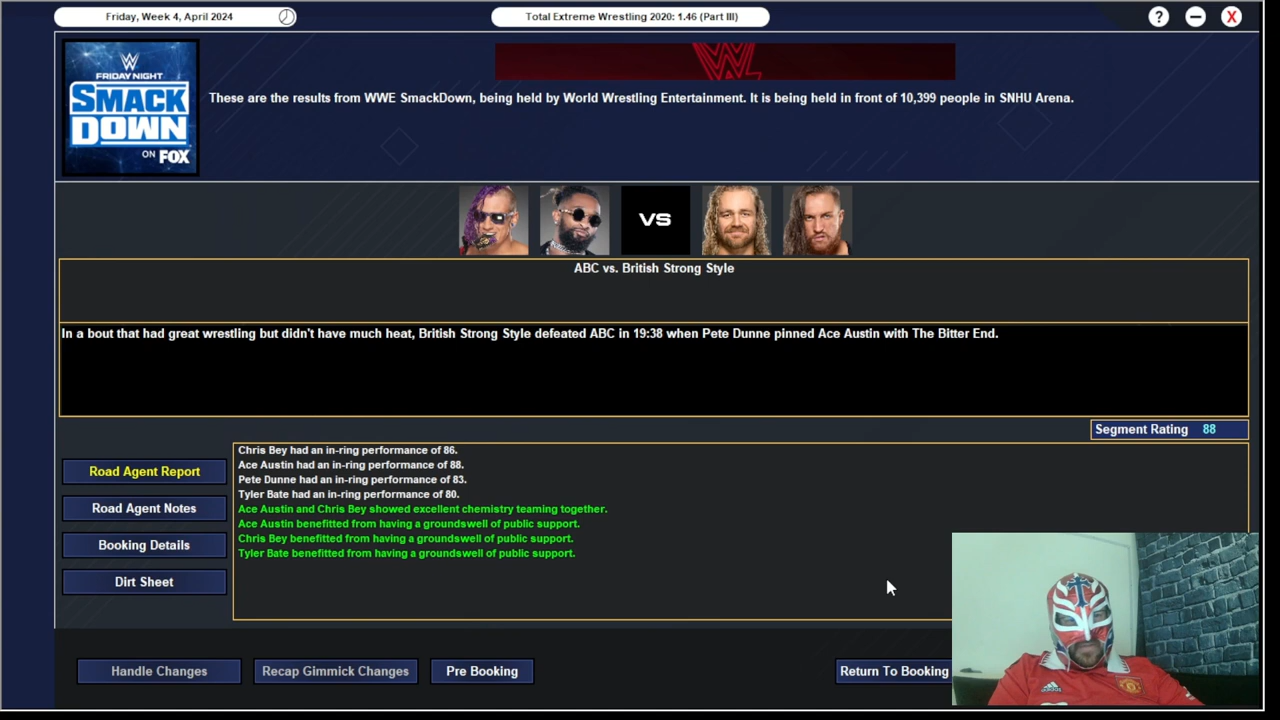 Friday, Week 4, April 2024
Total Extreme Wrestling 2020: 1.46 (Part III)
?
X
W
FRIDAY NIGHT
SMACK
DOWN
ON FOX
These are the results from WWE SmackDown, being held by World Wrestling Entertainment. It is being held in front of 10,399 people in SNHU Arena.
VS
ABC vs. British Strong Style
In a bout that had great wrestling but didn't have much heat, British Strong Style defeated ABC in 19:38 when Pete Dunne pinned Ace Austin with The Bitter End.
Segment Rating 88
Road Agent Report
Road Agent Notes
Booking Details
Dirt Sheet
Chris Bey had an in-ring performance of 86.
Ace Austin had an in-ring performance of 88.
Pete Dunne had an in-ring performance of 83.
Tyler Bate had an in-ring performance of 80.
Ace Austin and Chris Bey showed excellent chemistry teaming together.
Ace Austin benefitted from having a groundswell of public support.
Chris Bey benefitted from having a groundswell of public support.
Tyler Bate benefitted from having a groundswell of public support.
Handle Changes
Recap Gimmick Changes
Pre Booking
Return To Booking
adidas